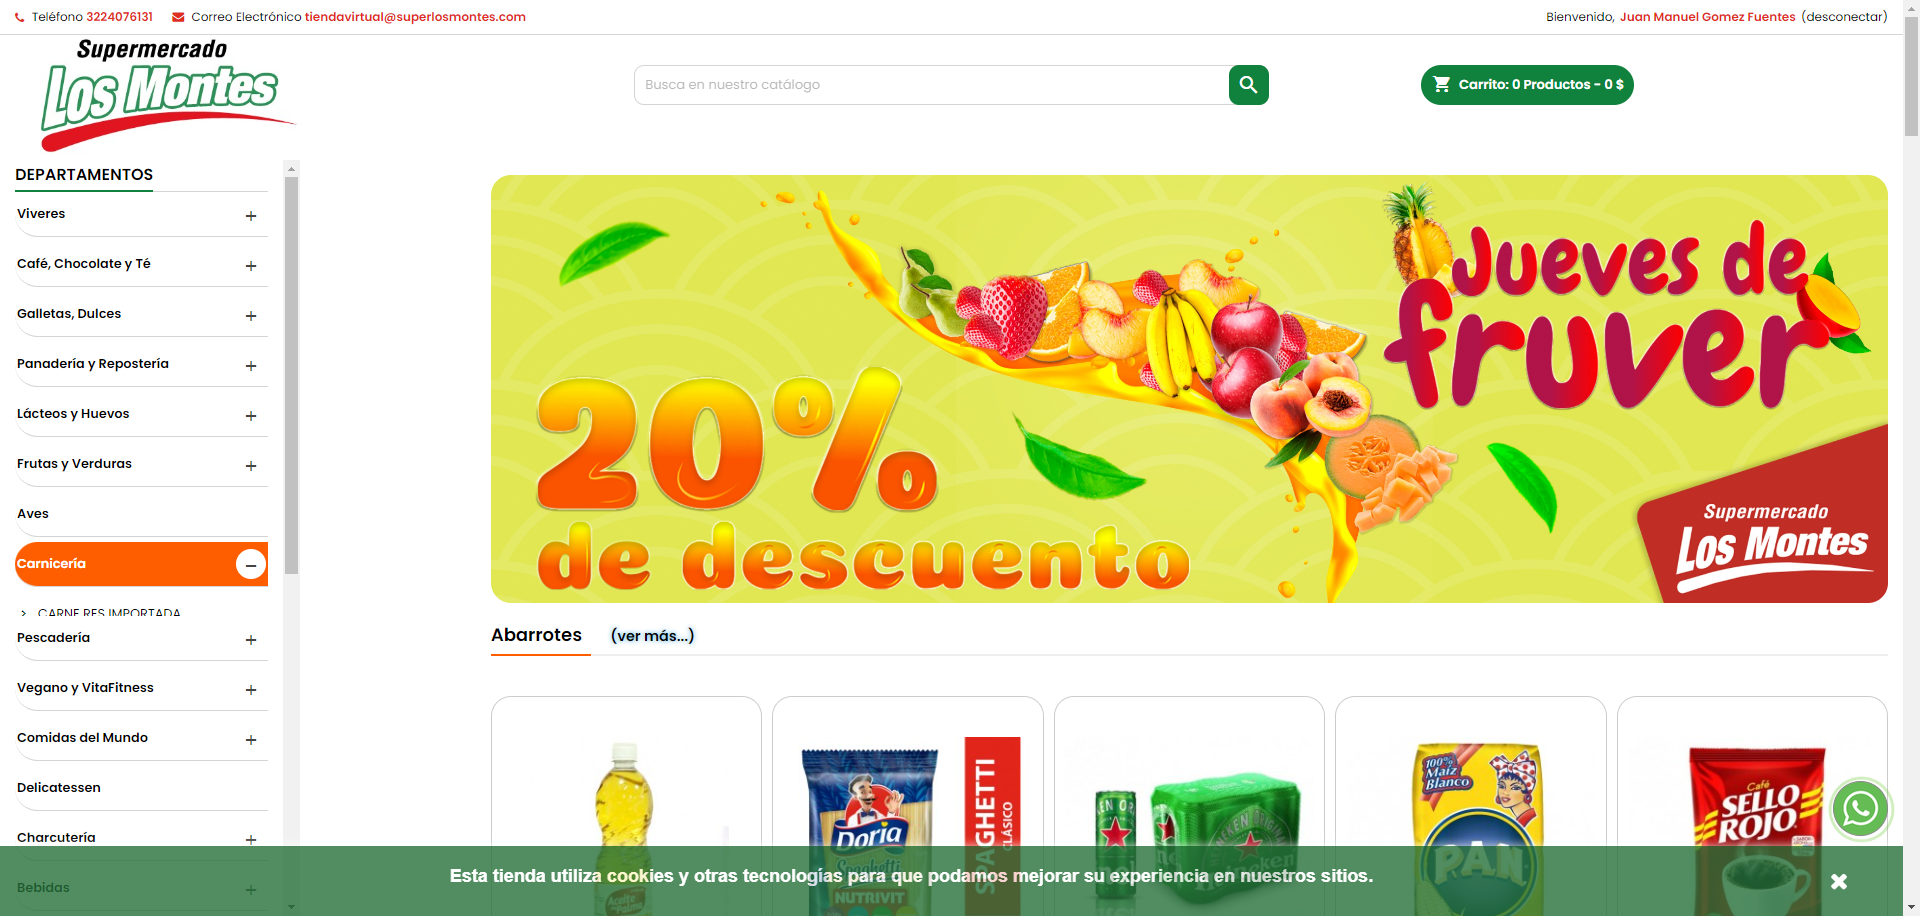 Teléfono 3224076131 Correo Electrónico tiendavirtual@superlosmontes.com
Bienvenido, Juan Manuel Gomez Fuentes (desconectar)
Supermercado
Los Montes
Busca en nuestro catálogo
Carrito: 0 Productos - 0 $
DEPARTAMENTOS
Viveres
Café, Chocolate y Té
Galletas, Dulces
Panadería y Repostería
Lácteos y Huevos
Frutas y Verduras
Aves
Carnicería
CARNE RES IMPORTADA
Pescadería
Vegano y VitaFitness
Comidas del Mundo
Delicatessen
Charcutería
Bebidas
Jueves de
fruver
20%
de descuento
Supermercado
Los Montes
Abarrotes (ver más...)
Aceite
de Palma
Doria
Spaghetti
NUTRIVIT
SPAGHETTI
CLÁSICO
Heineken
100%
Maíz
Blanco
PAN
Café
SELLO
ROJO
Esta tienda utiliza cookies y otras tecnologías para que podamos mejorar su experiencia en nuestros sitios.